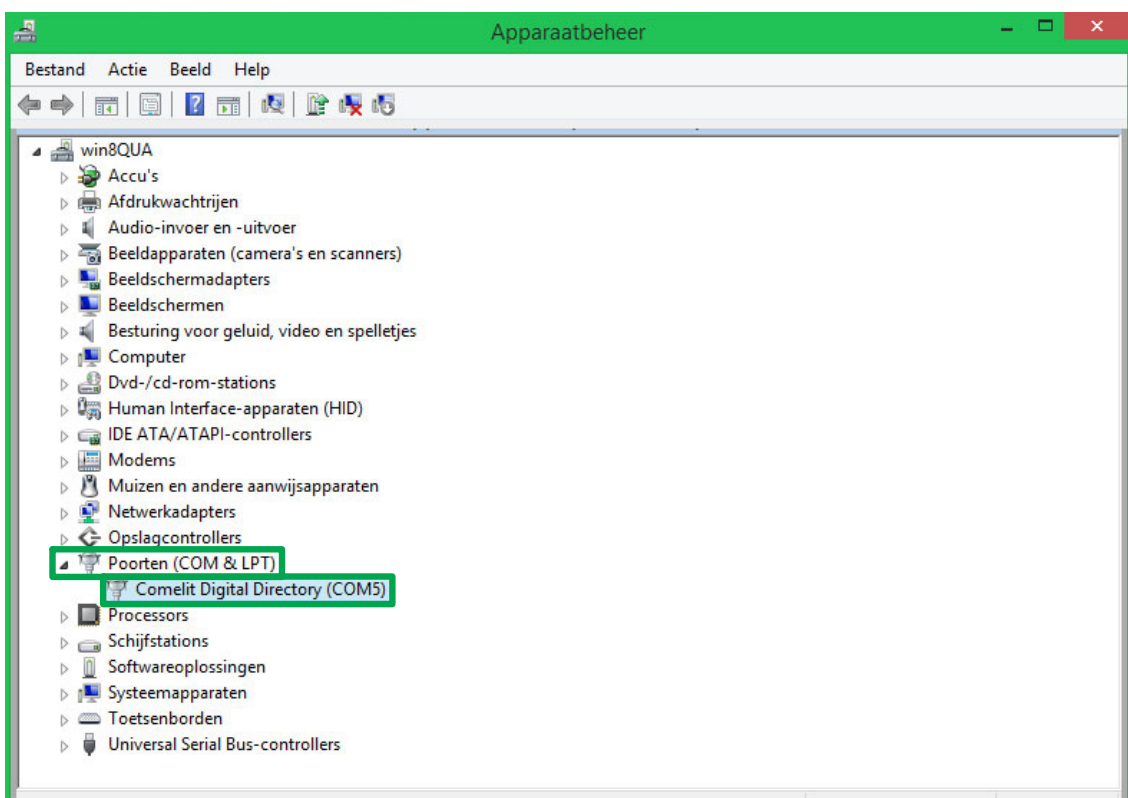 Apparaatbeheer
Bestand Actie Beeld Help
win8QUA
Accu's
Afdrukwachtrijen
Audio-invoer en -uitvoer
Beeldapparaten (camera's en scanners)
Beeldschermadapters
Beeldschermen
Besturing voor geluid, video en spelletjes
Computer
Dvd-/cd-rom-stations
Human Interface-apparaten (HID)
IDE ATA/ATAPI-controllers
Modems
Muizen en andere aanwijsapparaten
Netwerkadapters
Opslagcontrollers
Poorten (COM & LPT)
Comelit Digital Directory (COM5)
Processors
Schijfstations
Softwareoplossingen
Systeemapparaten
Toetsenborden
Universal Serial Bus-controllers